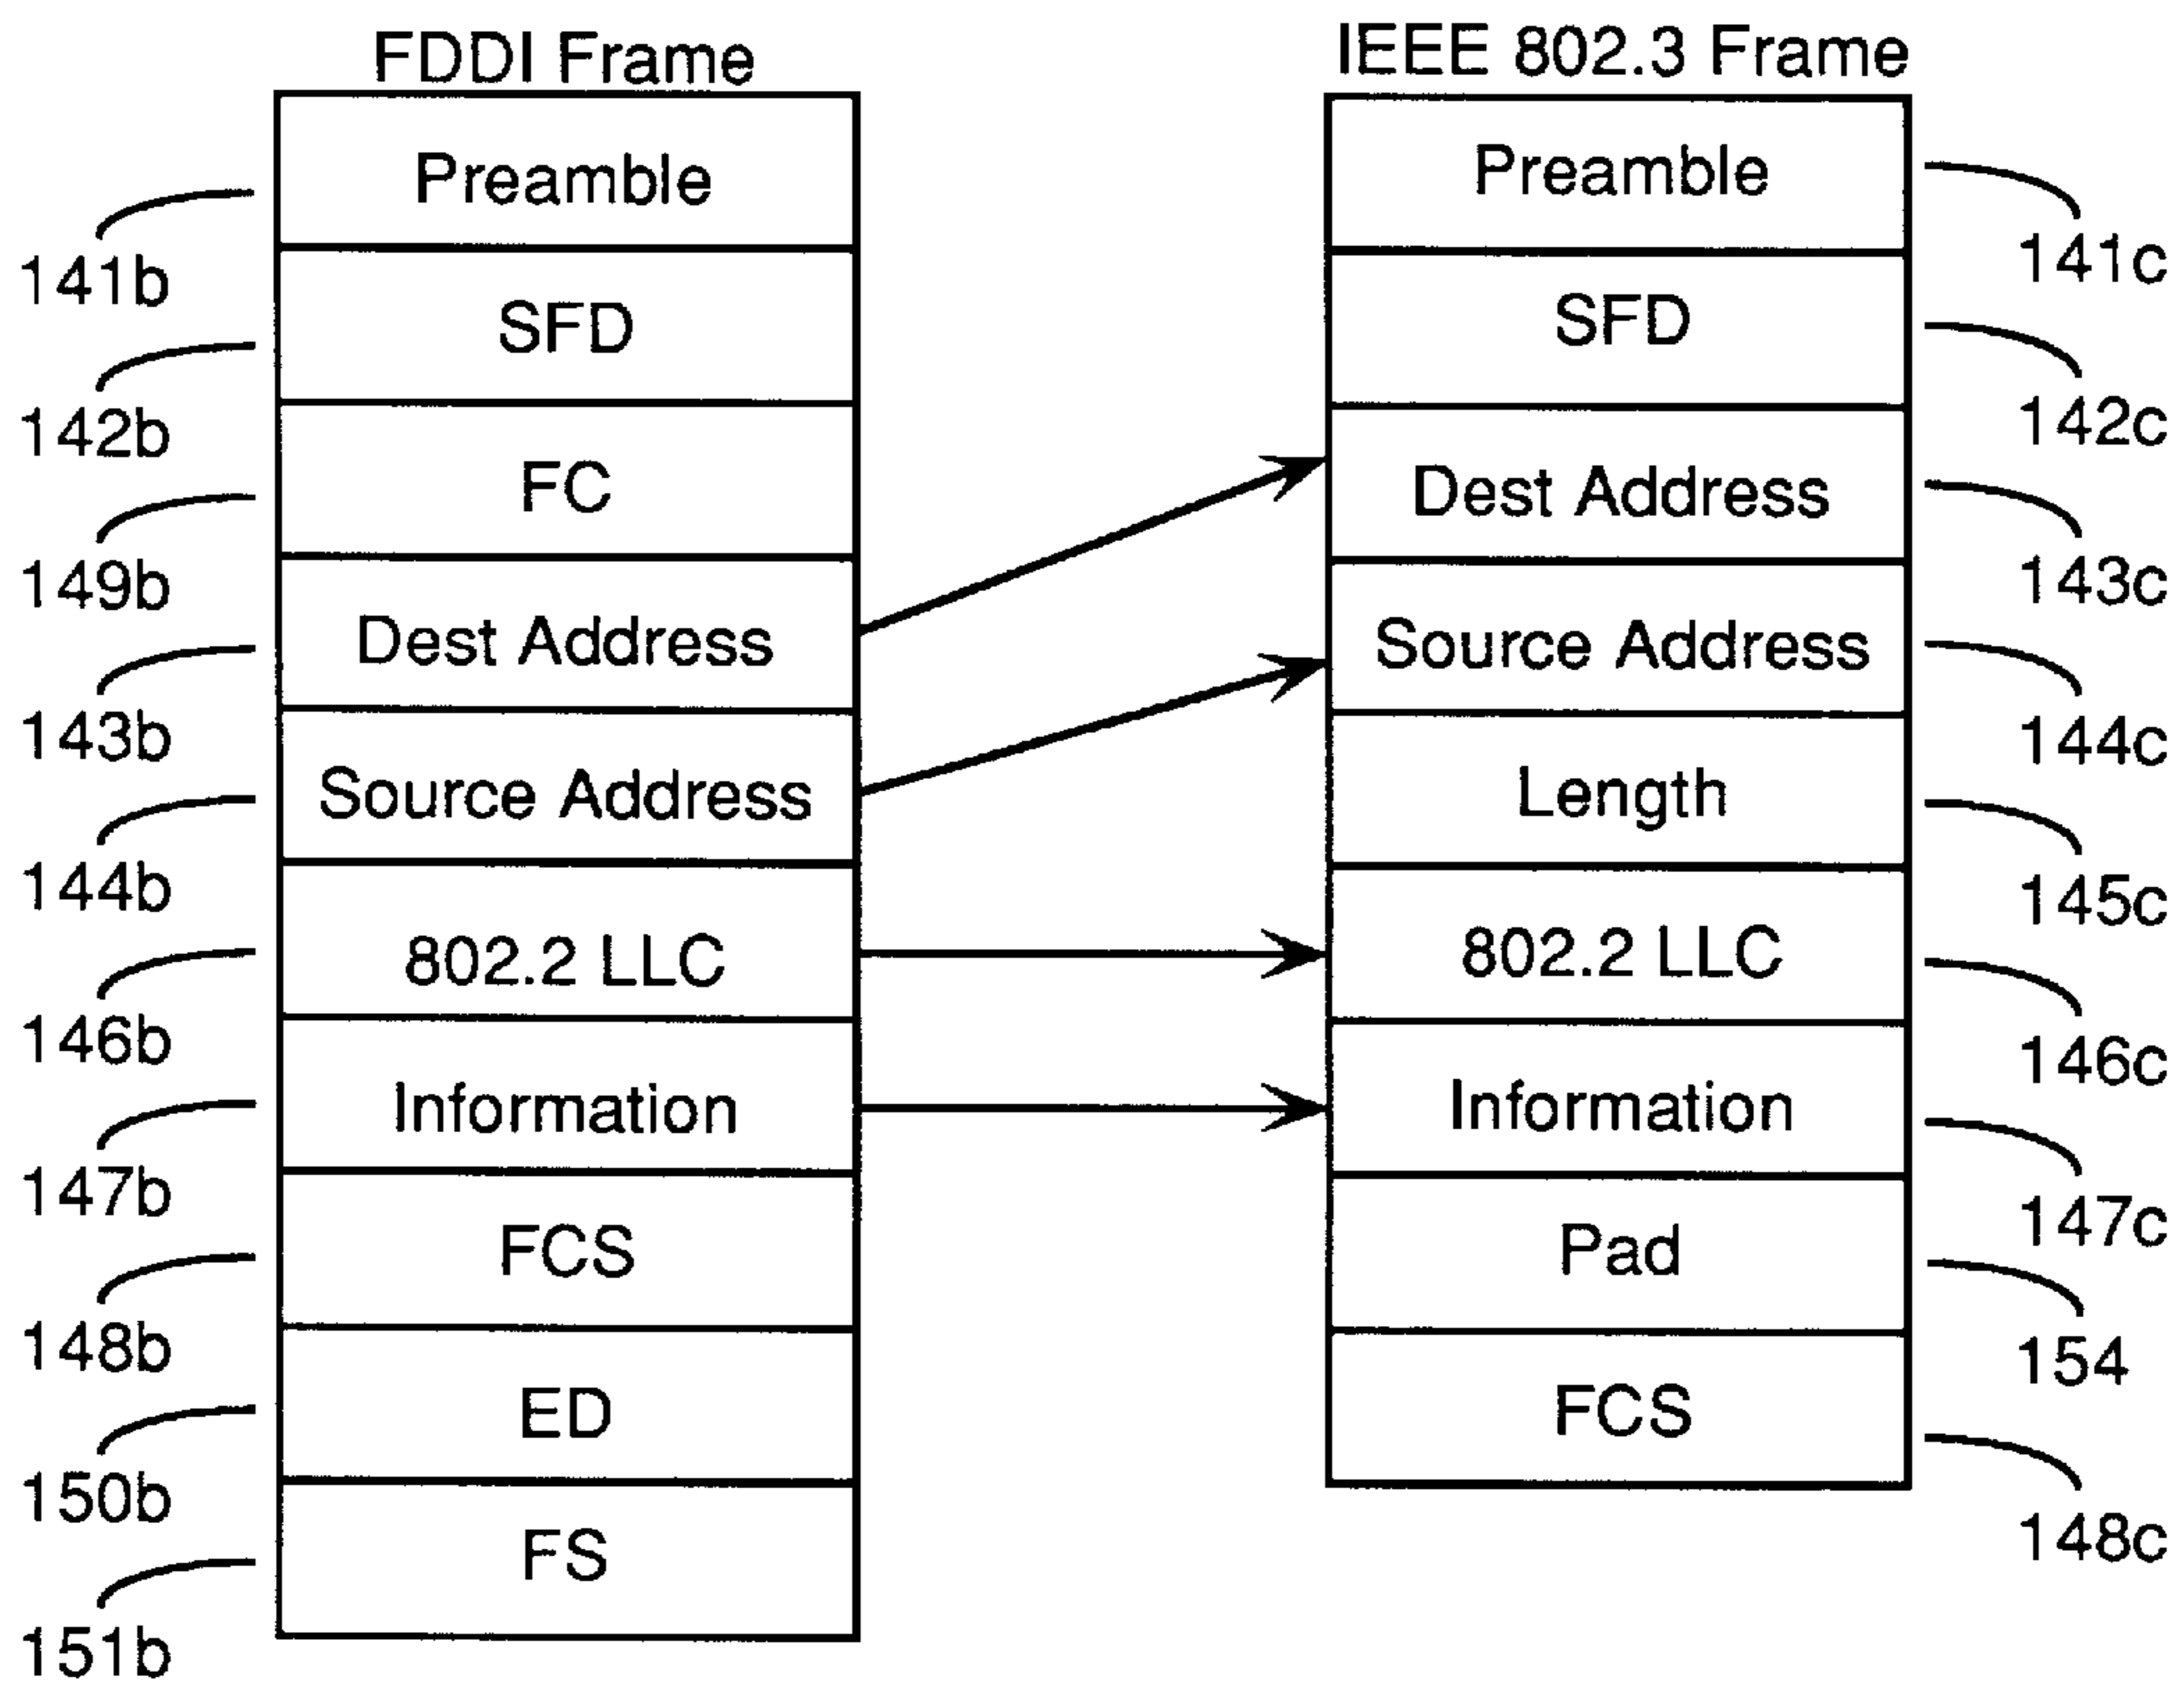 FDDI Frame
Preamble
141b
SFD
142b
FC
149b
Dest Address
143b
Source Address
144b
802.2 LLC
146b
Information
147b
FCS
148b
ED
150b
FS
151b
IEEE 802.3 Frame
Preamble
141c
SFD
142c
Dest Address
143c
Source Address
144c
Length
145c
802.2 LLC
146c
Information
147c
Pad
154
FCS
148c